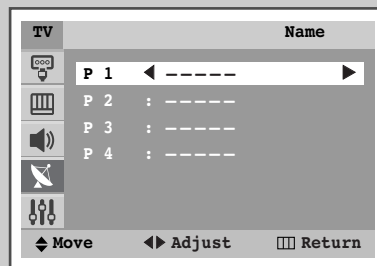 TV Name
P 1 ◀ ––––– ▶
P 2 : –––––
P 3 : –––––
P 4 : –––––
Move Adjust Return